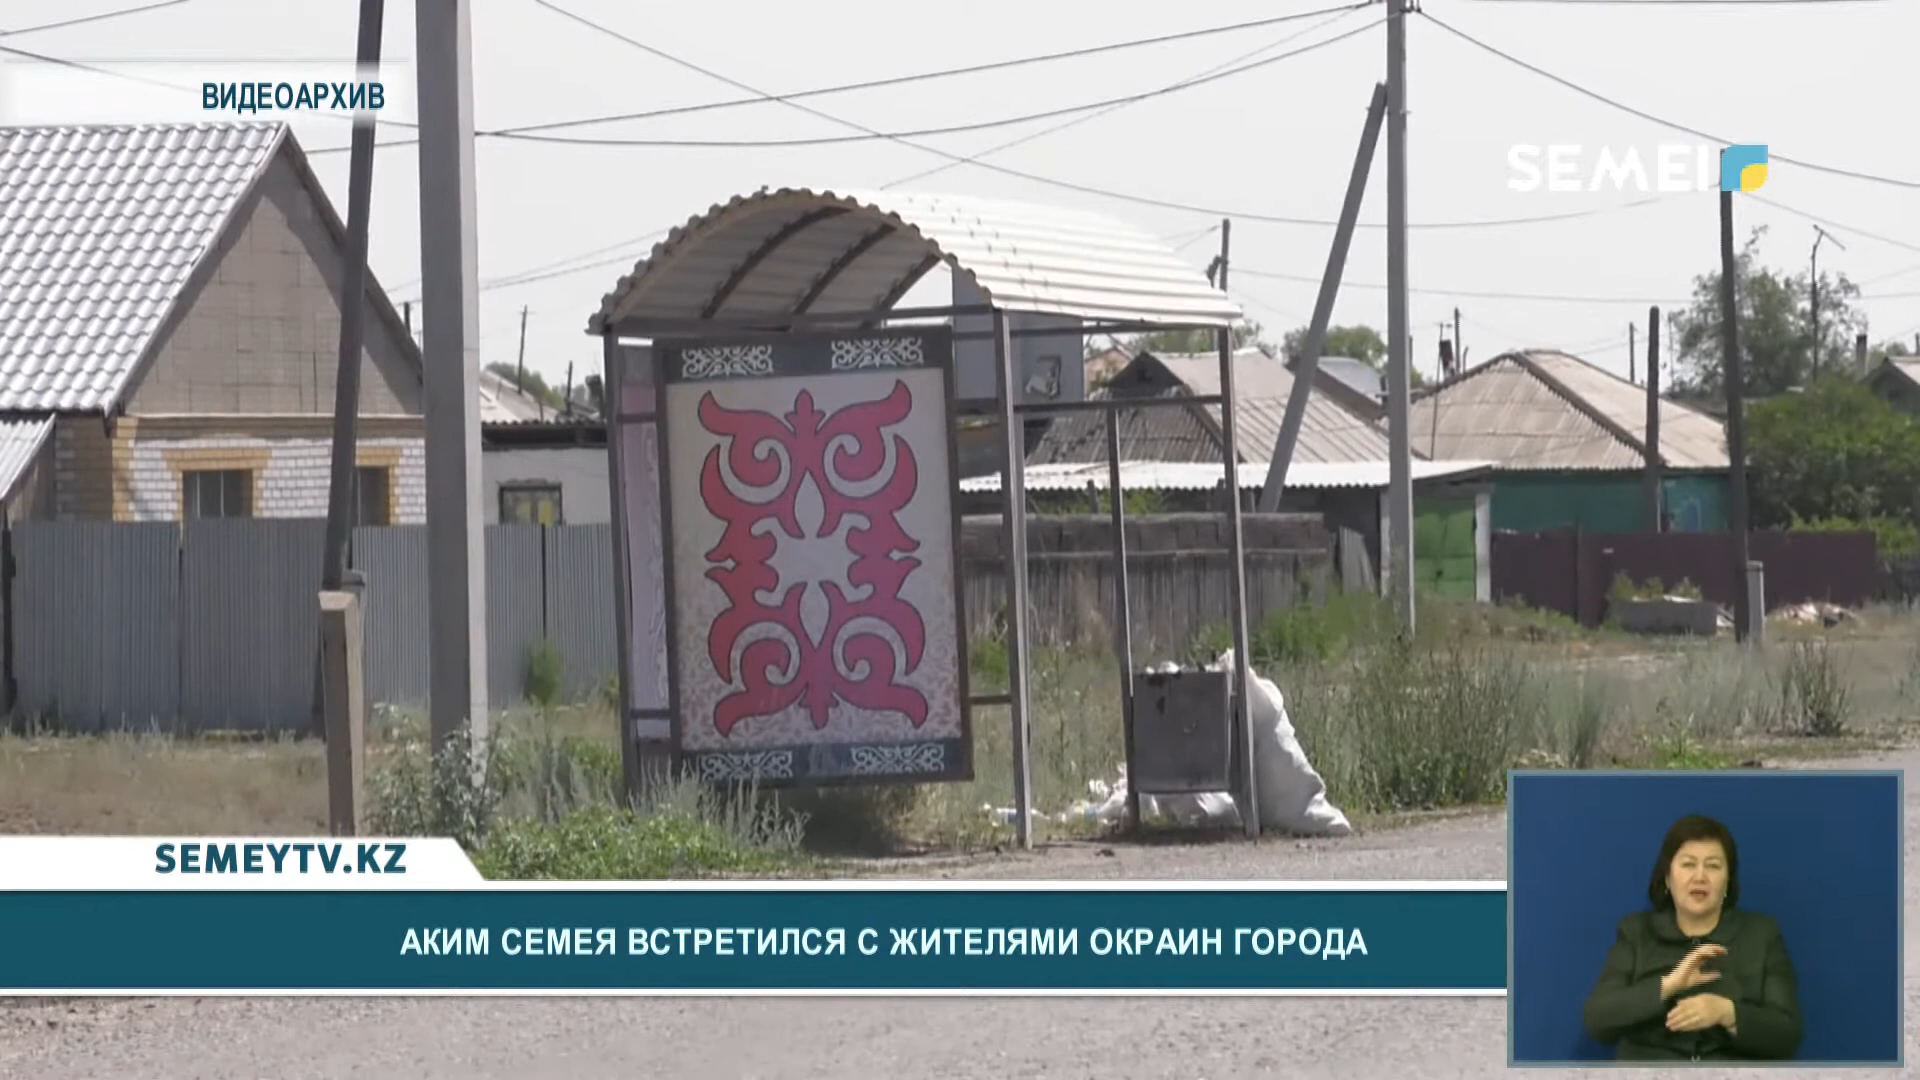 ВИДЕОАРХИВ
SEMEI
SEMEYTV.KZ
АКИМ СЕМЕЯ ВСТРЕТИЛСЯ С ЖИТЕЛЯМИ ОКРАИН ГОРОДА